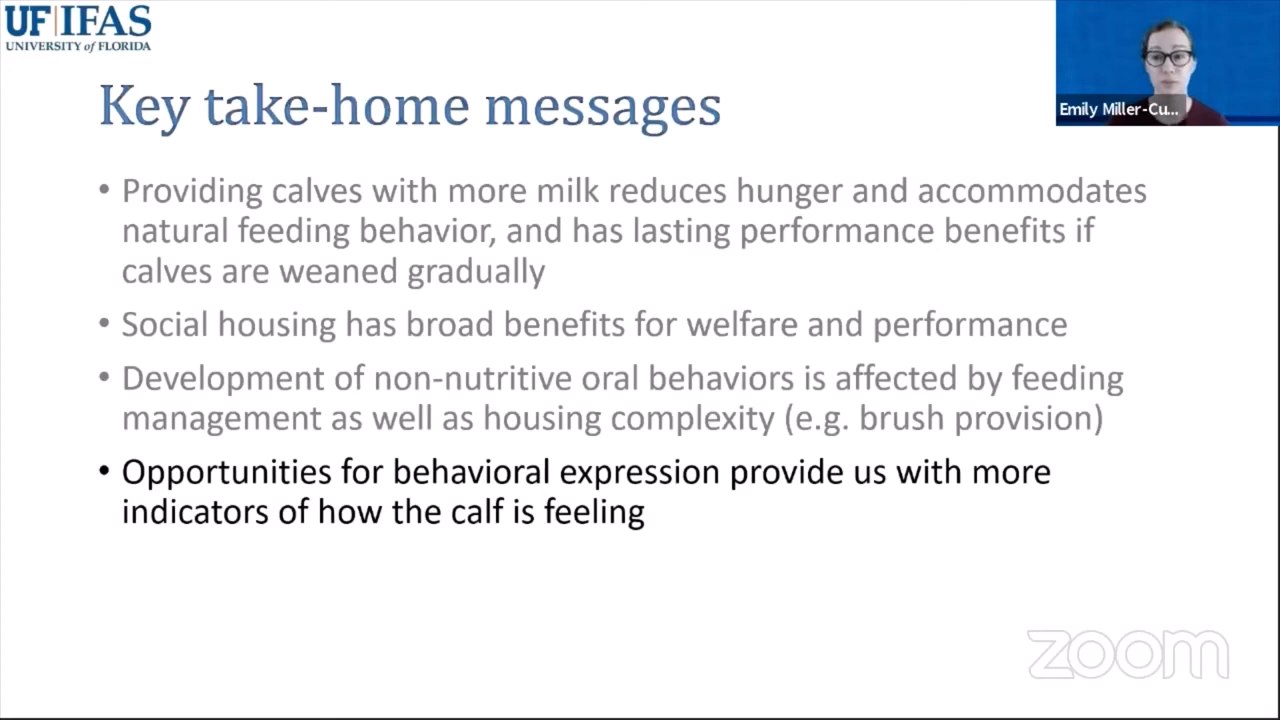 UF|IFAS
UNIVERSITY of FLORIDA
Key take-home messages
Emily Miller-Cu...
• Providing calves with more milk reduces hunger and accommodates
natural feeding behavior, and has lasting performance benefits if
calves are weaned gradually
• Social housing has broad benefits for welfare and performance
• Development of non-nutritive oral behaviors is affected by feeding
management as well as housing complexity (e.g. brush provision)
• Opportunities for behavioral expression provide us with more
indicators of how the calf is feeling
zoom